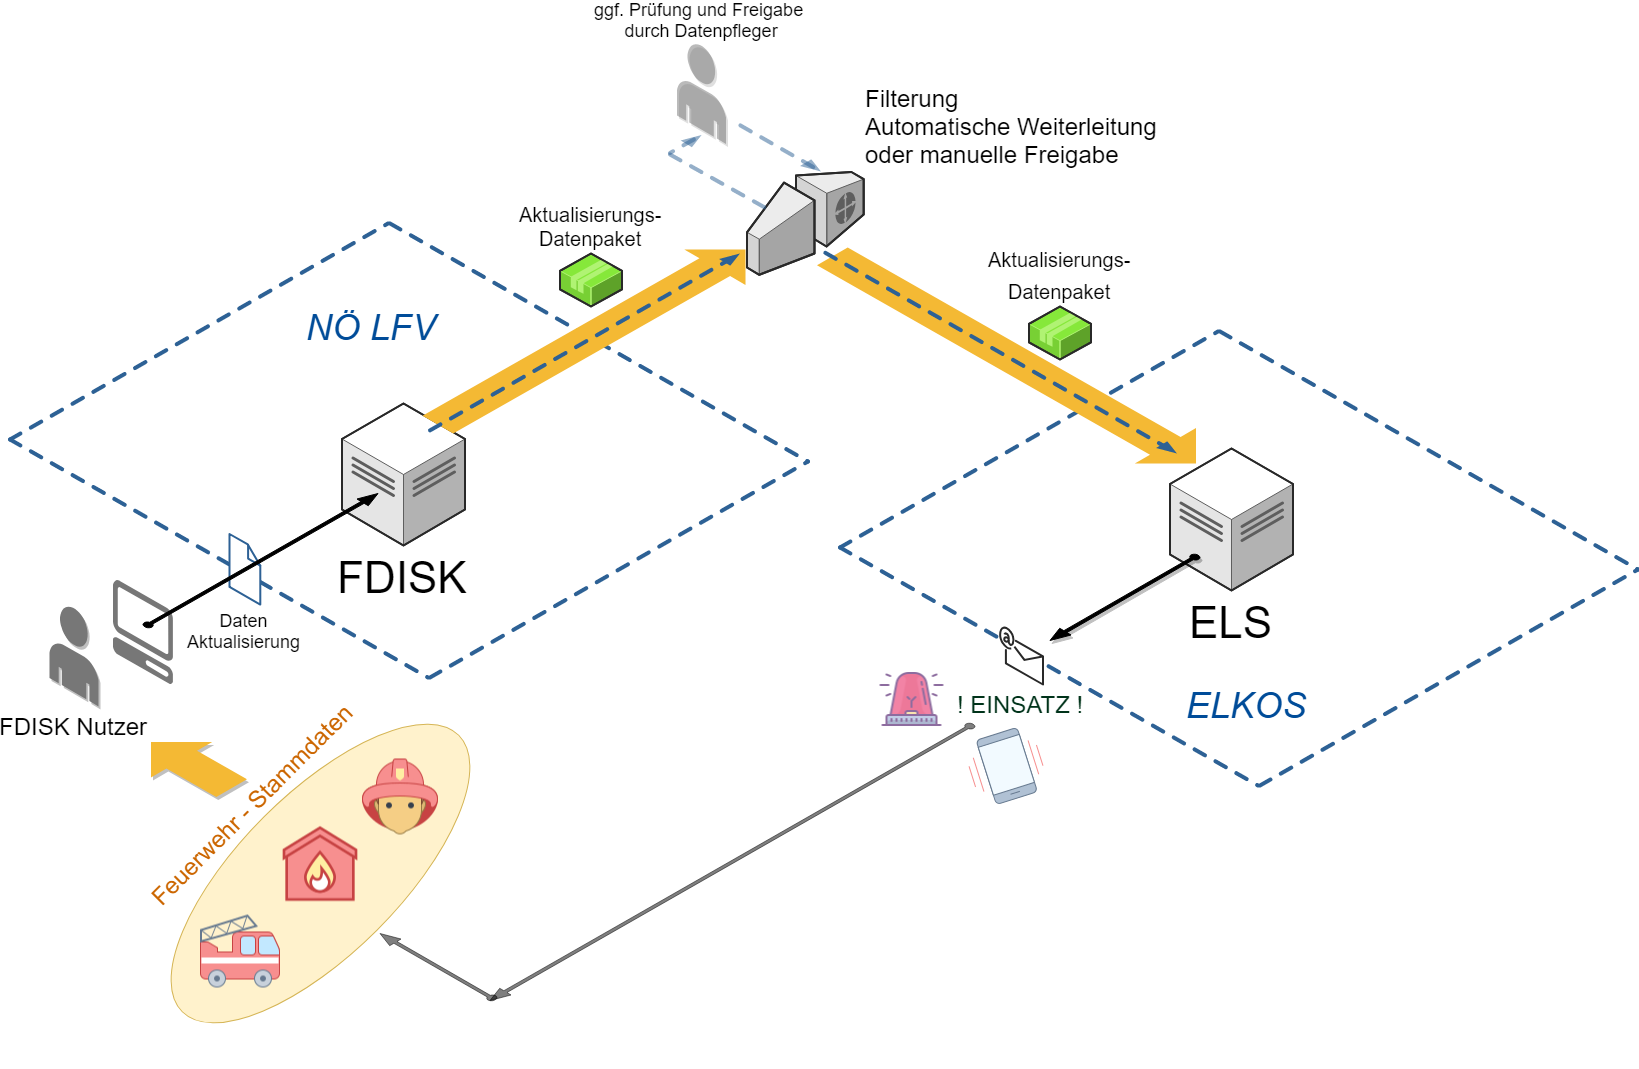 ggf. Prüfung und Freigabe
durch Datenpfleger
Filterung
Automatische Weiterleitung
oder manuelle Freigabe
Aktualisierungs-
Datenpaket
Aktualisierungs-
Datenpaket
NÖ LFV
FDISK
Daten
Aktualisierung
FDISK Nutzer
ELS
@
! EINSATZ !
ELKOS
Feuerwehr - Stammdaten